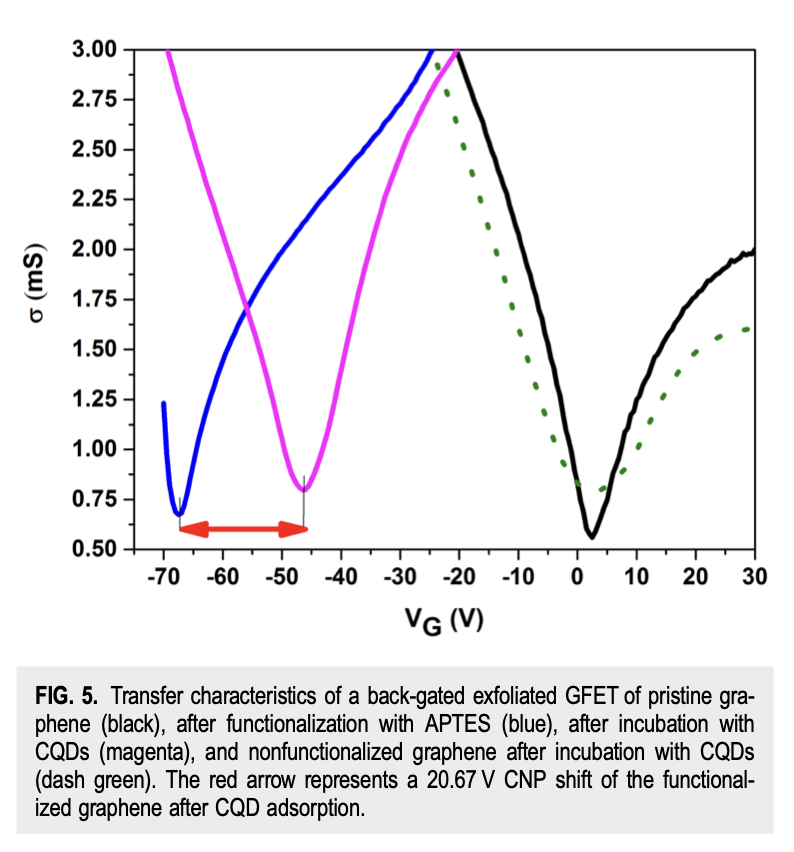 3.00
2.75
2.50
2.25
2.00
1.75
1.50
1.25
1.00
0.75
0.50
σ (mS)
-70 -60 -50 -40 -30 -20 -10 0 10 20 30
VG (V)
FIG. 5. Transfer characteristics of a back-gated exfoliated GFET of pristine gra-
phene (black), after functionalization with APTES (blue), after incubation with
CQDs (magenta), and nonfunctionalized graphene after incubation with CQDs
(dash green). The red arrow represents a 20.67 V CNP shift of the functional-
ized graphene after CQD adsorption.